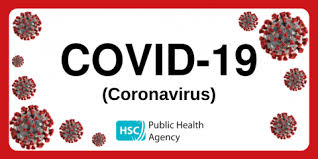 COVID-19
(Coronavirus)
HSC Public Health
Agency